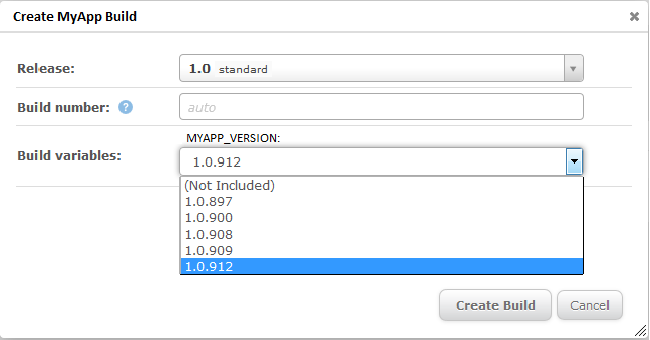 Create MyApp Build
Release:
1.0 standard
Build number:
auto
MYAPP_VERSION:
Build variables:
1.0.912
(Not Included)
1.0.897
1.0.900
1.0.908
1.0.909
1.0.912
Create Build
Cancel